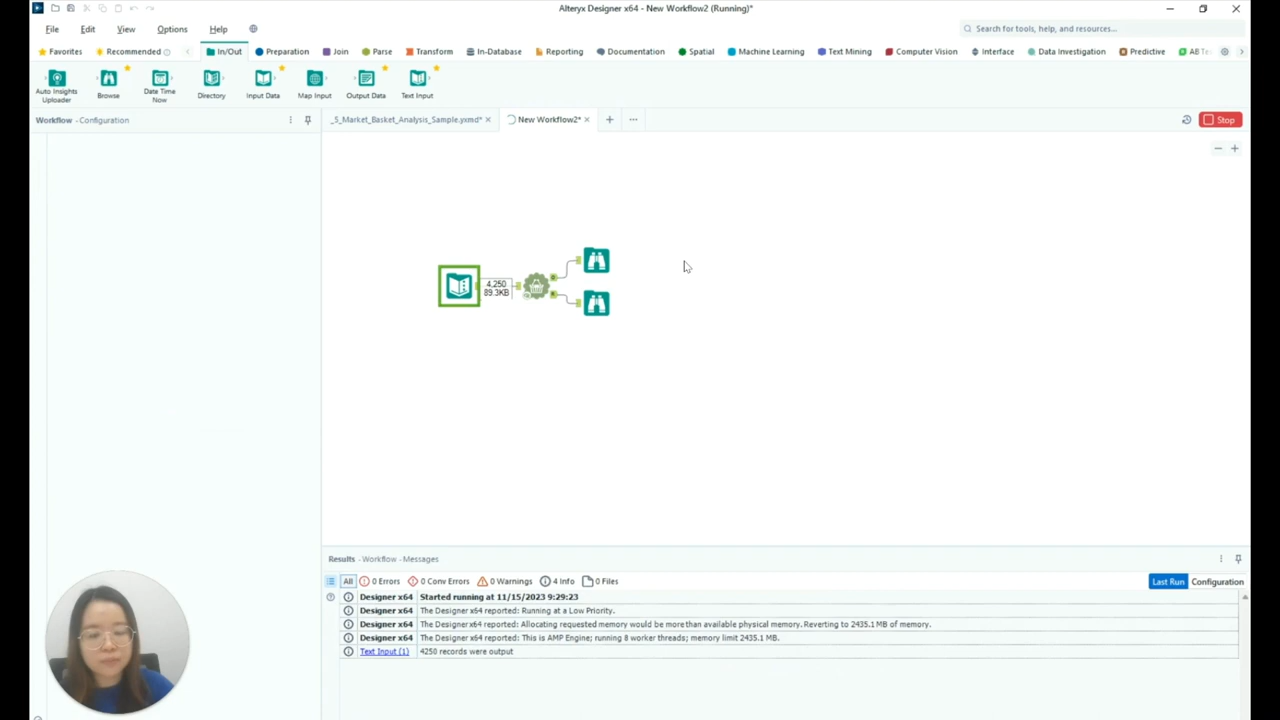 Alteryx Designer x64 - New Workflow2 (Running)*
File Edit View Options Help
Search for tools, help, and resources...
Favorites Recommended In/Out Preparation Join Parse Transform In-Database Reporting Documentation Spatial Machine Learning Text Mining Computer Vision Interface Data Investigation Predictive AB
Auto Insights Uploader Browse Date Time Now Directory Input Data Map Input Output Data Text Input
Workflow - Configuration
_5_Market_Basket_Analysis_Sample.yxmd* New Workflow2* Stop
4,250
89.3KB
Results - Workflow - Messages
All 0 Errors 0 Conv Errors 0 Warnings 4 Info 0 Files Last Run Configuration
Designer x64 Started running at 11/15/2023 9:29:23
Designer x64 The Designer x64 reported: Running at a Low Priority.
Designer x64 The Designer x64 reported: Allocating requested memory would be more than available physical memory. Reverting to 2435.1 MB of memory.
Designer x64 The Designer x64 reported: This is AMP Engine; running 8 worker threads; memory limit 2435.1 MB.
Text Input (1) 4250 records were output